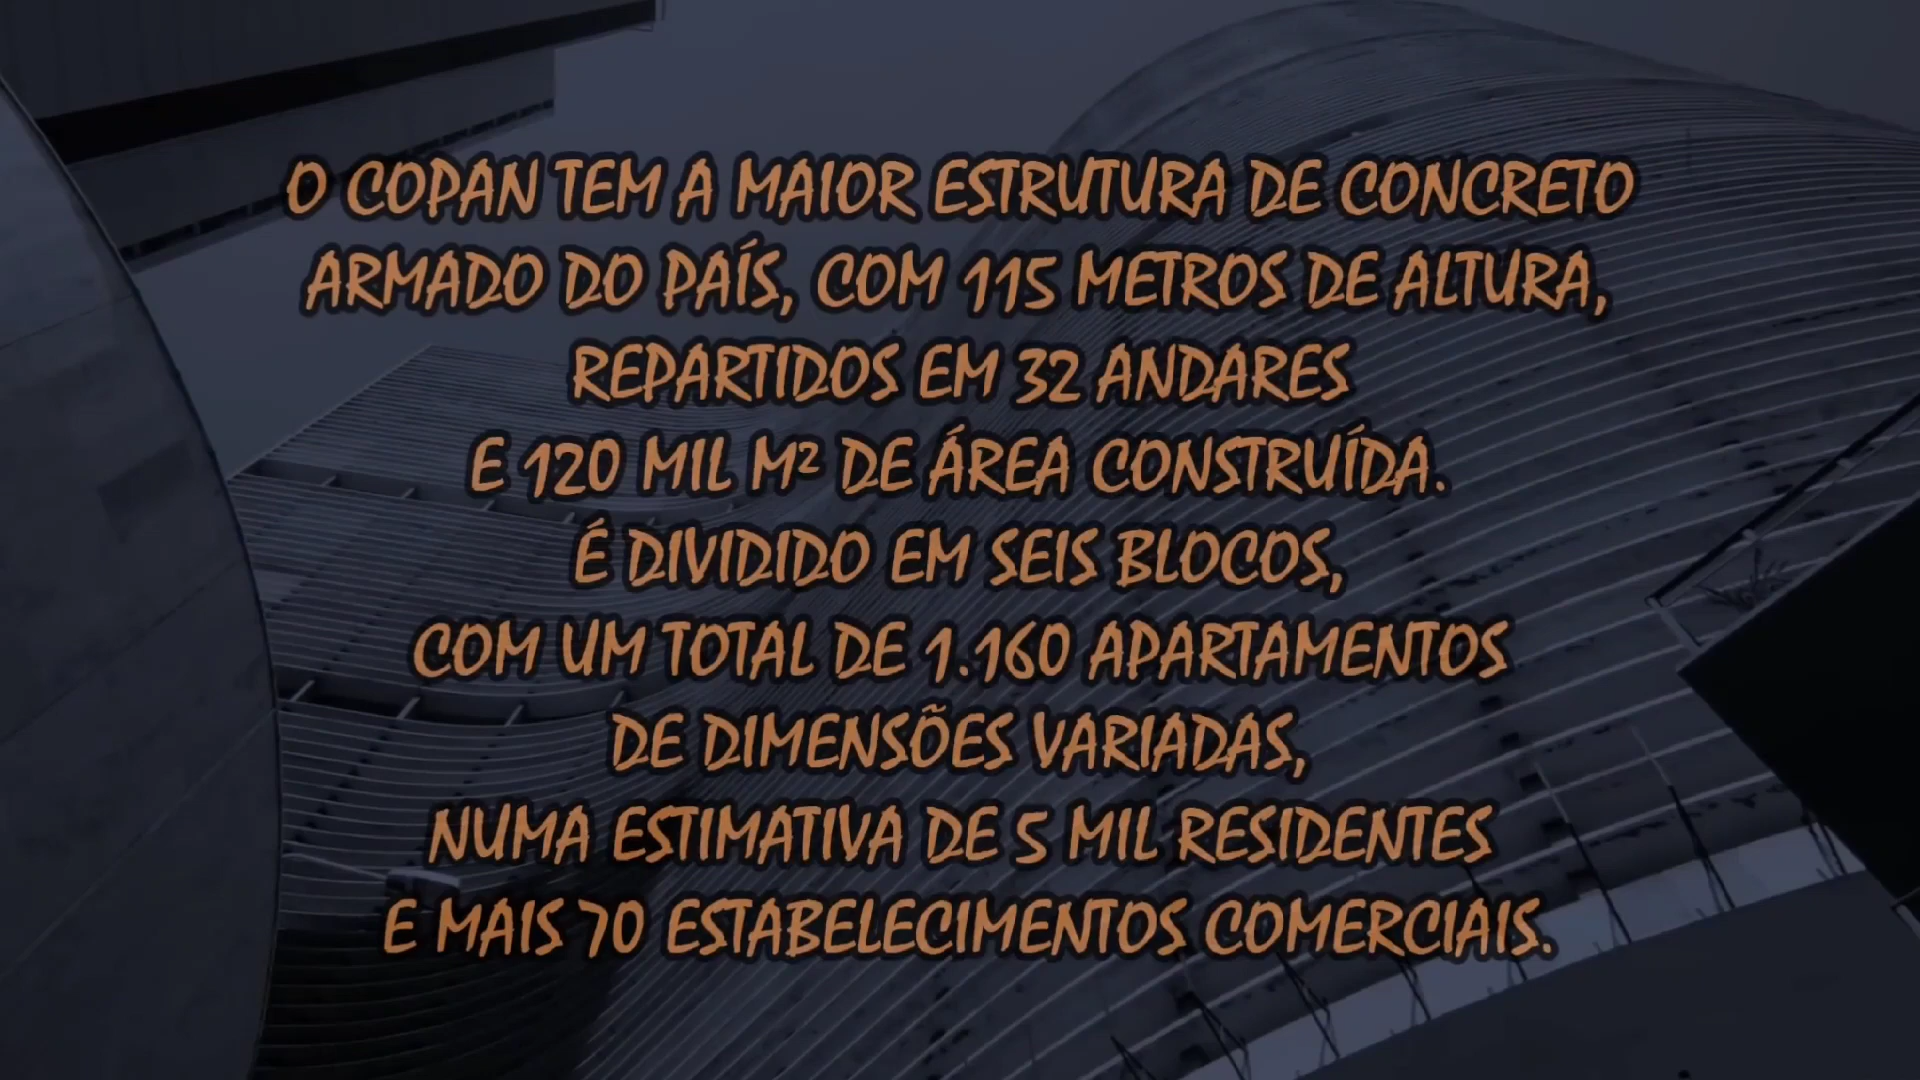 O COPAN TEM A MAIOR ESTRUTURA DE CONCRETO
ARMADO DO PAÍS, COM 115 METROS DE ALTURA,
REPARTIDOS EM 32 ANDARES
E 120 MIL M² DE ÁREA CONSTRUÍDA.
É DIVIDIDO EM SEIS BLOCOS,
COM UM TOTAL DE 1.160 APARTAMENTOS
DE DIMENSÕES VARIADAS,
NUMA ESTIMATIVA DE 5 MIL RESIDENTES
E MAIS 70 ESTABELECIMENTOS COMERCIAIS.